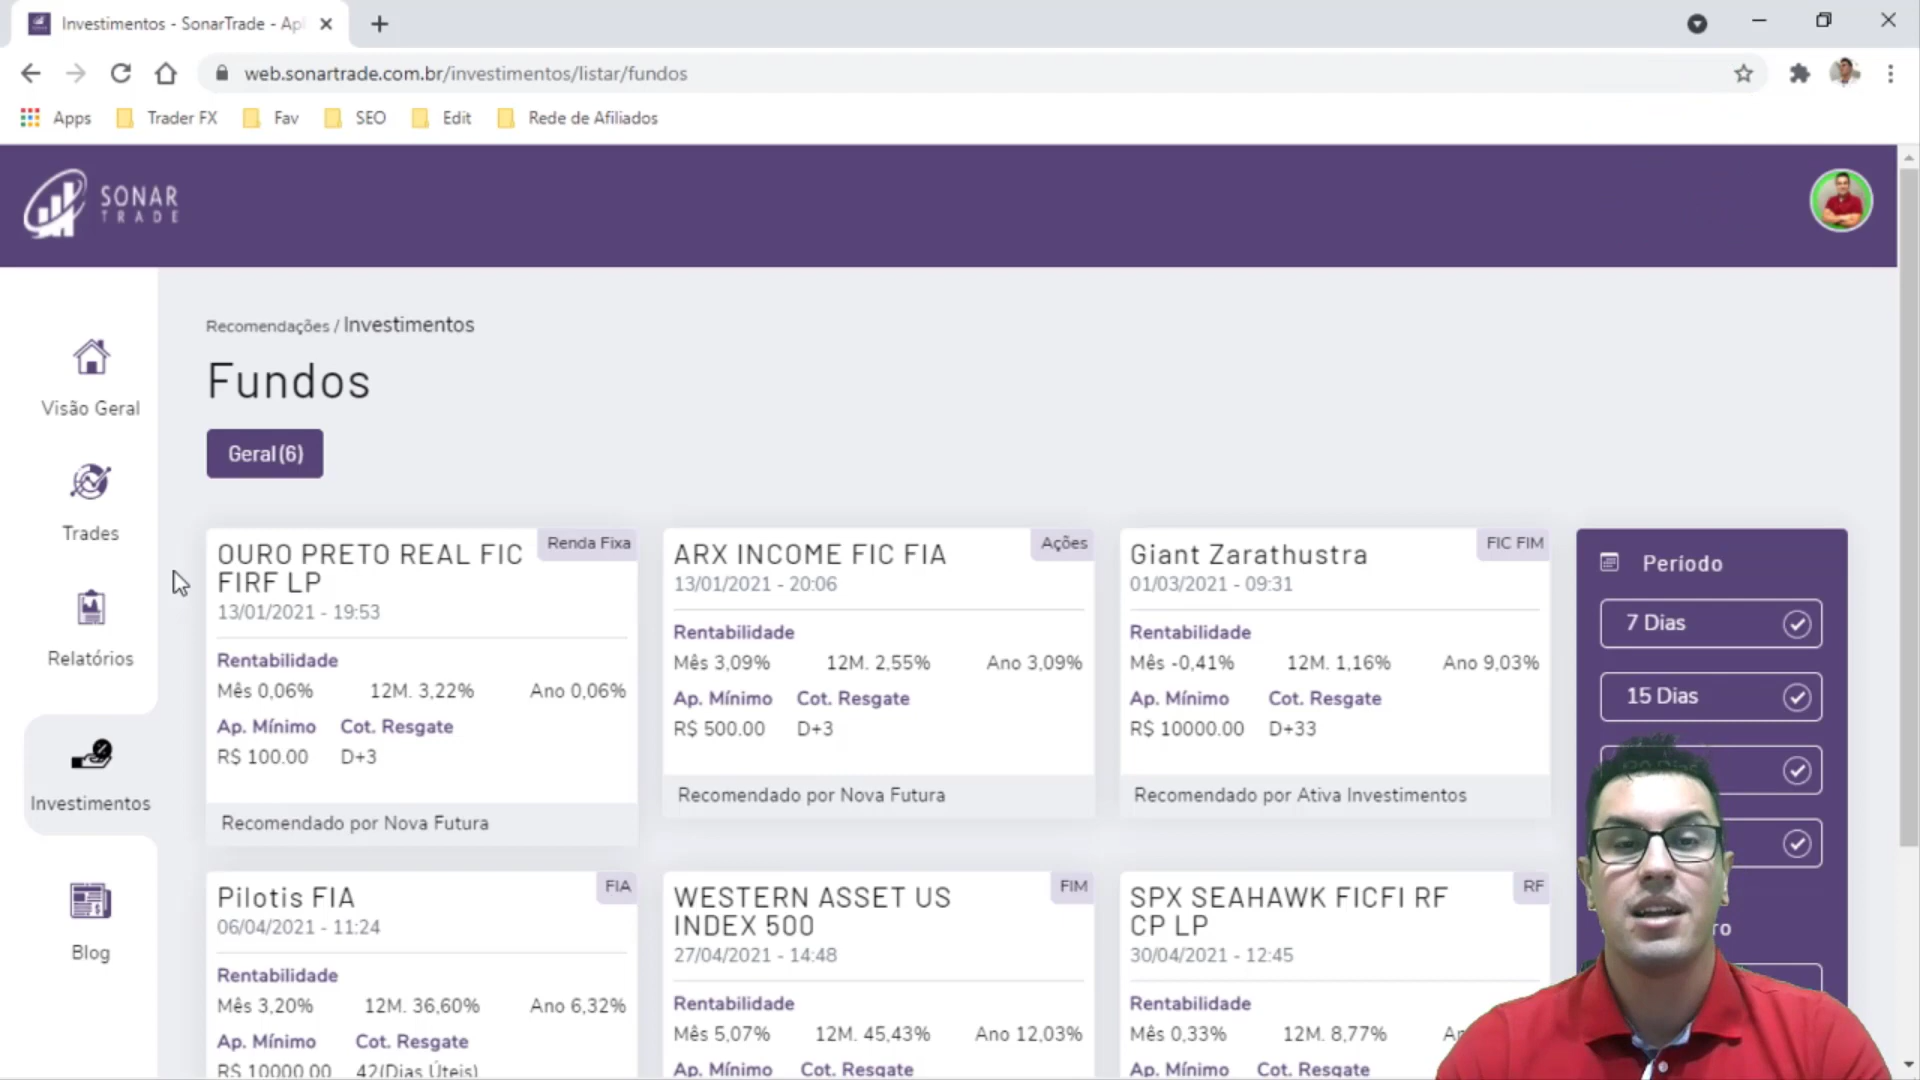 Investimentos - SonarTrade - Apl
web.sonartrade.com.br/investimentos/listar/fundos
Apps
Trader FX
Fav
SEO
Edit
Rede de Afiliados
SONAR
TRADE
Visão Geral
Trades
Relatórios
Investimentos
Blog
Recomendações / Investimentos
Fundos
Geral (6)
OURO PRETO REAL FIC
FIRF LP
Renda Fixa
13/01/2021 - 19:53
Rentabilidade
Mês 0,06% 12M. 3,22% Ano 0,06%
Ap. Mínimo Cot. Resgate
R$ 100.00 D+3
Recomendado por Nova Futura
ARX INCOME FIC FIA
Ações
13/01/2021 - 20:06
Rentabilidade
Mês 3,09% 12M. 2,55% Ano 3,09%
Ap. Mínimo Cot. Resgate
R$ 500.00 D+3
Recomendado por Nova Futura
Giant Zarathustra
FIC FIM
01/03/2021 - 09:31
Rentabilidade
Mês -0,41% 12M. 1,16% Ano 9,03%
Ap. Mínimo Cot. Resgate
R$ 10000.00 D+33
Recomendado por Ativa Investimentos
Pilotis FIA
FIA
06/04/2021 - 11:24
Rentabilidade
Mês 3,20% 12M. 36,60% Ano 6,32%
Ap. Mínimo Cot. Resgate
R$ 10000.00 42(Dias Úteis)
WESTERN ASSET US
INDEX 500
FIM
27/04/2021 - 14:48
Rentabilidade
Mês 5,07% 12M. 45,43% Ano 12,03%
Ap. Mínimo Cot. Resgate
SPX SEAHAWK FICFI RF
CP LP
RF
30/04/2021 - 12:45
Rentabilidade
Mês 0,33% 12M. 8,77%
Ap. Mínimo Cot. Resgate
Período
7 Dias
15 Dias